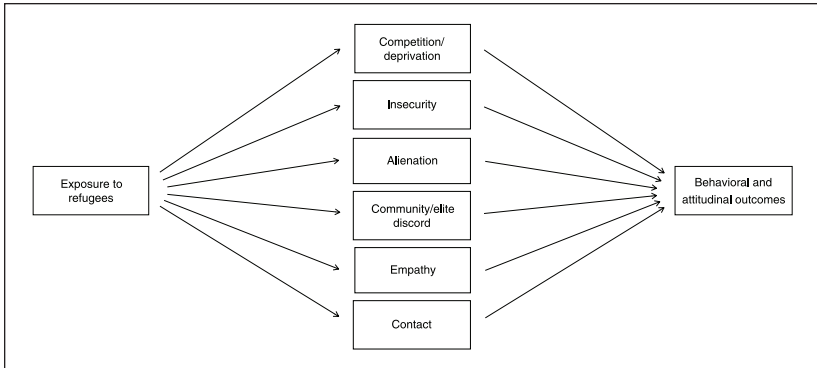 Competition/
deprivation
Insecurity
Alienation
Exposure to
refugees
Behavioral and
attitudinal outcomes
Community/elite
discord
Empathy
Contact